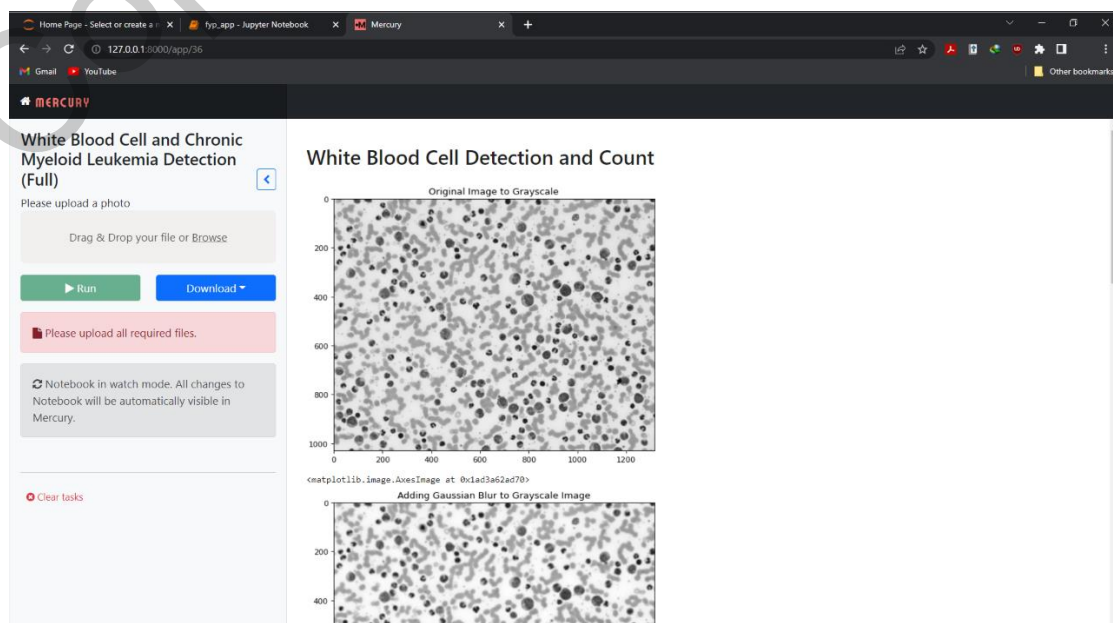 Home Page - Select or create a n
fyp_app - Jupyter Notebook
Mercury
127.0.0.1:8000/app/36
Gmail
YouTube
Other bookmarks
MERCURY
White Blood Cell and Chronic
Myeloid Leukemia Detection
(Full)
Please upload a photo
Drag & Drop your file or Browse
Run
Download
Please upload all required files.
Notebook in watch mode. All changes to
Notebook will be automatically visible in
Mercury.
Clear tasks
White Blood Cell Detection and Count
Original Image to Grayscale
0
200
400
600
800
1000
0 200 400 600 800 1000 1200
<matplotlib.image.AxesImage at 0x1ad3a62ad70>
Adding Gaussian Blur to Grayscale Image
0
200
400